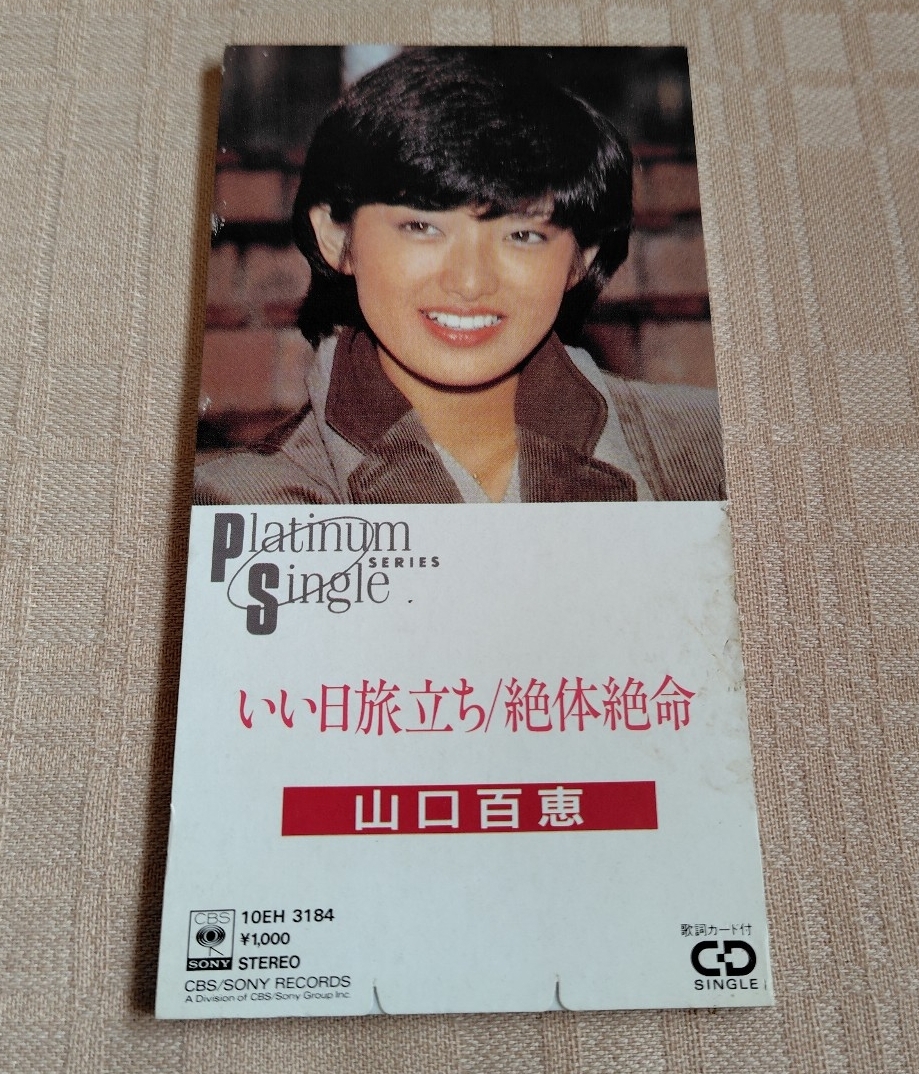 Platinum
SERIES
Single
いい日旅立ち/絶体絶命
山口百恵
CBS
SONY
10EH 3184
¥1,000
STEREO
CBS/SONY RECORDS
A Division of CBS/Sony Group Inc.
歌詞カード付
CD
SINGLE